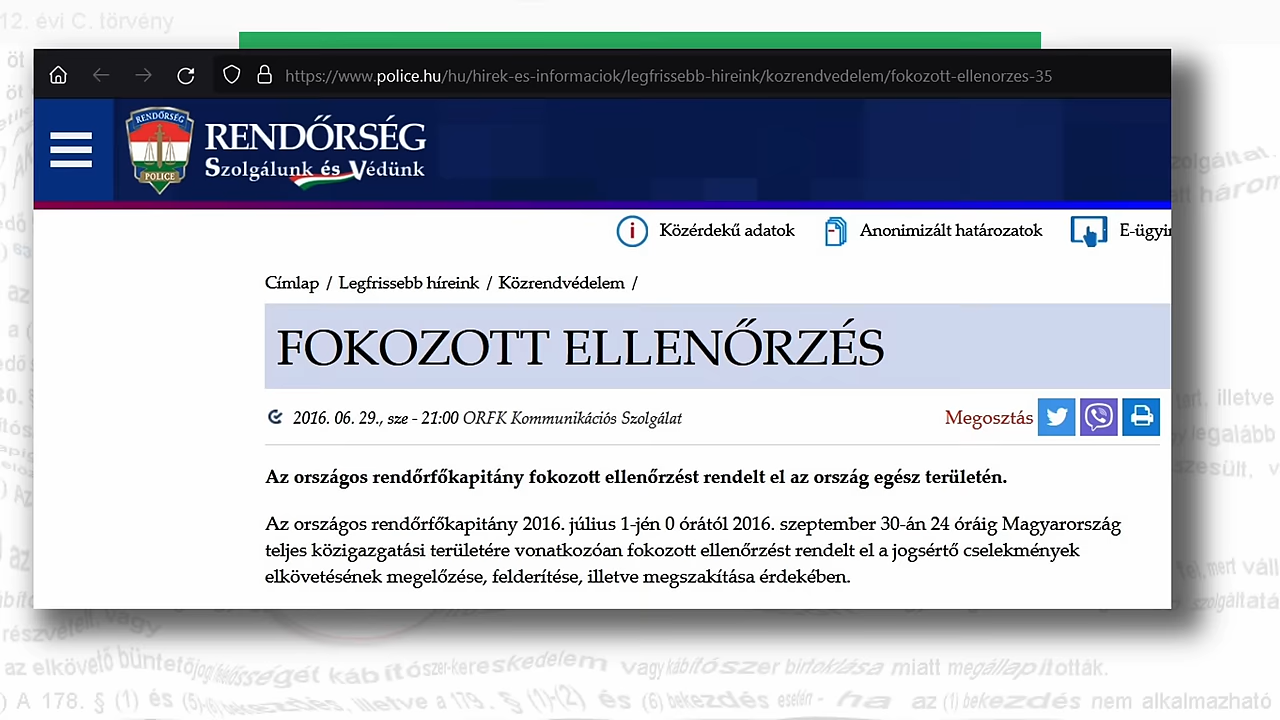 12. évi C. törvény
https://www.police.hu/hu/hirek-es-informaciok/legfrissebb-hireink/kozrendvedelem/fokozott-ellenorzes-35
RENDŐRSÉG
POLICE
RENDŐRSÉG
Szolgálunk és Védünk
Közérdekű adatok
Anonimizált határozatok
E-ügyi
Címlap / Legfrissebb híreink / Közrendvédelem /
FOKOZOTT ELLENŐRZÉS
2016. 06. 29., sze - 21:00 ORFK Kommunikációs Szolgálat
Megosztás
Az országos rendőrfőkapitány fokozott ellenőrzést rendelt el az ország egész területén.
Az országos rendőrfőkapitány 2016. július 1-jén 0 órától 2016. szeptember 30-án 24 óráig Magyarország
teljes közigazgatási területére vonatkozóan fokozott ellenőrzést rendelt el a jogsértő cselekmények
elkövetésének megelőzése, felderítése, illetve megszakítása érdekében.
részvételt, vagy
az elkövető büntetőjogi felelősségét kábítószer-kereskedelem vagy kábítószer birtoklása miatt megállapították.
) A 178. § (1) és (5)-(6) bekezdés, illetve a 179. § (1)-(2) és (6) bekezdés esetén - ha az (1) bekezdés nem alkalmazható